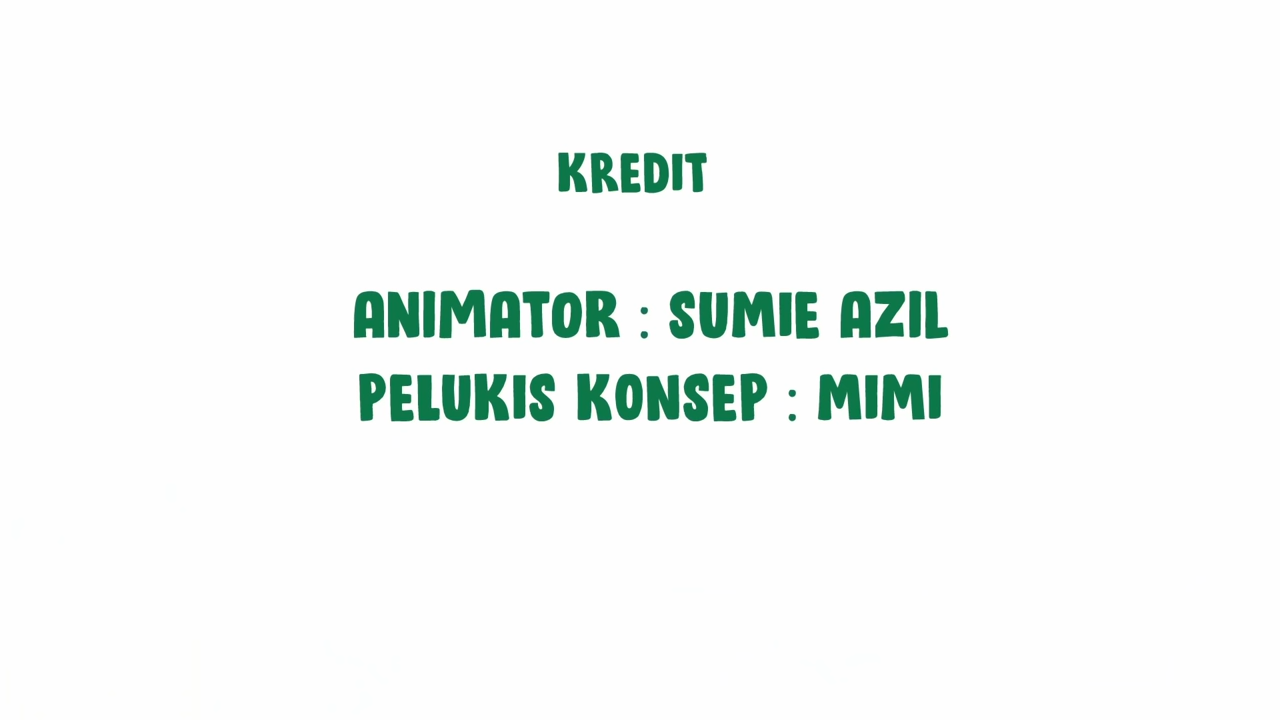 KREDIT
ANIMATOR : SUMIE AZIL
PELUKIS KONSEP : MIMI